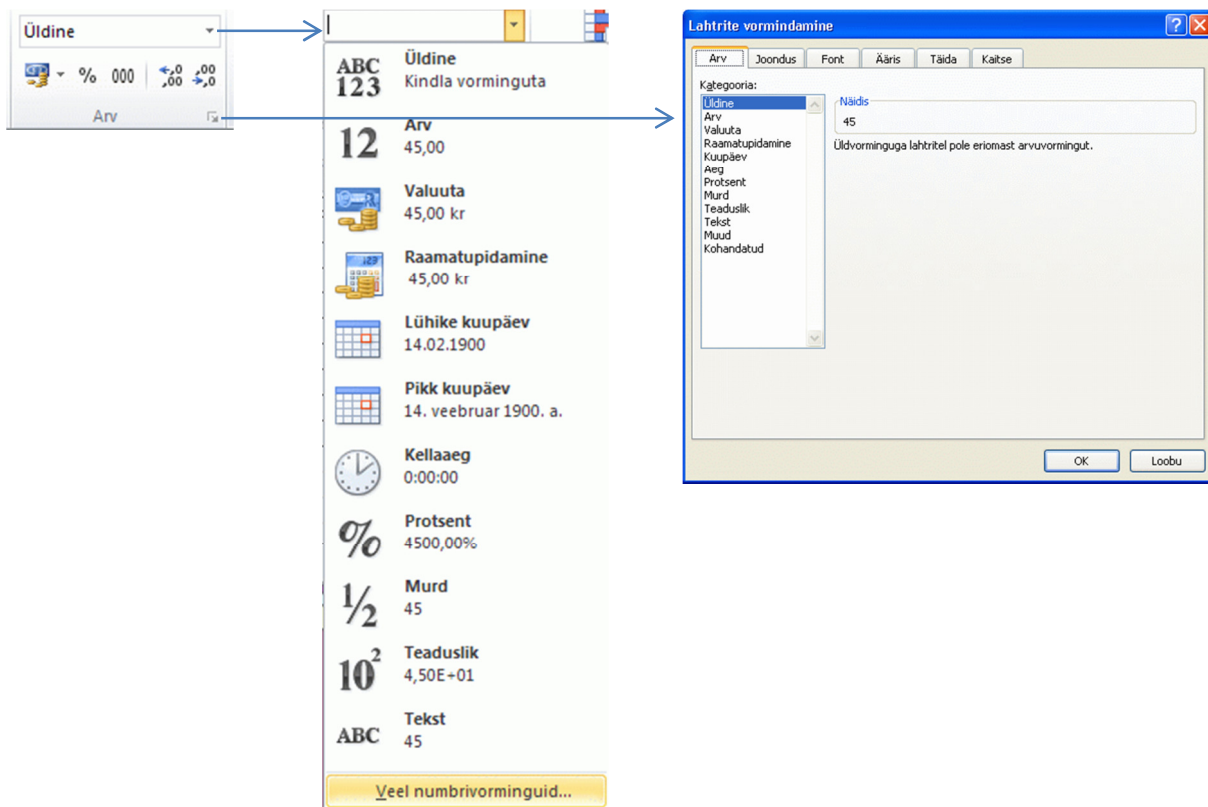 Üldine
% 000 ,0 ,00 ,00 ,0
Arv
ABC 123
Üldine
Kindla vorminguta
12
Arv
45,00
Valuuta
45,00 kr
Raamatupidamine
45,00 kr
Lühike kuupäev
14.02.1900
Pikk kuupäev
14. veebruar 1900. a.
Kellaaeg
0:00:00
%
Protsent
4500,00%
1/2
Murd
45
10²
Teaduslik
4,50E+01
ABC
Tekst
45
Veel numbrivorminguid...
Lahtrite vormindamine
Arv Joondus Font Ääris Täida Kaitse
Kategooria:
Üldine
Arv
Valuuta
Raamatupidamine
Kuupäev
Aeg
Protsent
Murd
Teaduslik
Tekst
Muud
Kohandatud
Näidis
45
Üldvorminguga lahtritel pole eriomast arvuvormingut.
OK Loobu